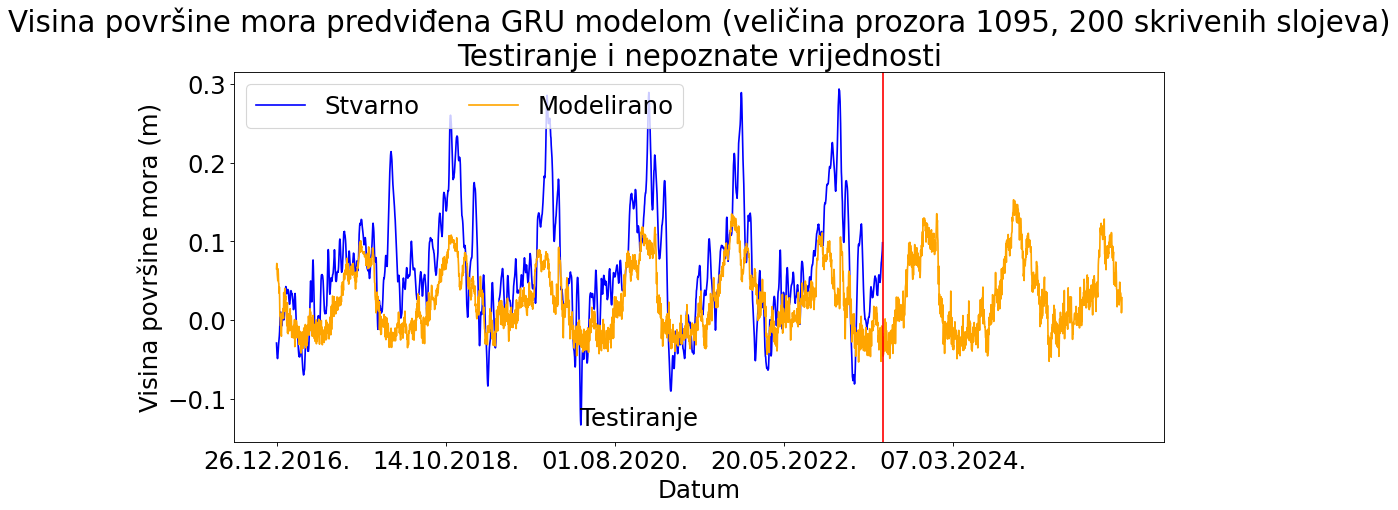 Visina površine mora predviđena GRU modelom (veličina prozora 1095, 200 skrivenih slojeva)
Testiranje i nepoznate vrijednosti
Stvarno Modelirano
Visina površine mora (m)
0.3
0.2
0.1
0.0
−0.1
Testiranje
26.12.2016. 14.10.2018. 01.08.2020. 20.05.2022. 07.03.2024.
Datum